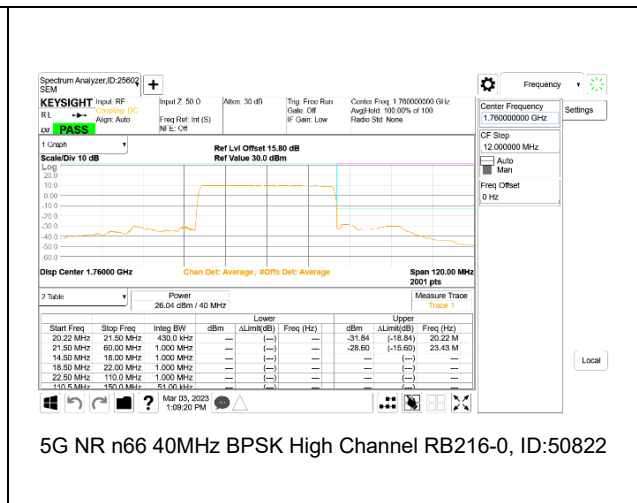 Spectrum Analyzer,ID:25602
SEM
+
Frequency
KEYSIGHT
RL
PASS
Input: RF
Coupling: DC
Align: Auto
Input Z: 50 Ω
Freq Ref: Int (S)
NFE: Off
Atten: 30 dB
Trig: Free Run
Gate: Off
IF Gain: Low
Center Freq: 1.760000000 GHz
Avg|Hold: 100.00% of 100
Radio Std: None
Center Frequency
1.76000000 GHz
Settings
CF Step
12.000000 MHz
Auto
Man
Freq Offset
0 Hz
1 Graph
Scale/Div 10 dB
Ref Lvl Offset 15.80 dB
Ref Value 30.0 dBm
Log
20.0
10.0
0.00
-10.0
-20.0
-30.0
-40.0
-50.0
Disp Center 1.76000 GHz
Chan Det: Average, #Offs Det: Average
Span 120.00 MHz
2001 pts
2 Table
Power
26.04 dBm / 40 MHz
Measure Trace
Trace 1
Lower Upper
Start Freq Stop Freq Integ BW dBm ΔLimit(dB) Freq (Hz) dBm ΔLimit(dB) Freq (Hz)
20.22 MHz 21.50 MHz 430.0 kHz --- (---) --- -31.84 (-18.84) 20.22 M
21.50 MHz 60.00 MHz 1.000 MHz --- (---) --- -28.60 (-15.60) 23.43 M
14.50 MHz 18.00 MHz 1.000 MHz --- (---) --- --- (---) ---
18.50 MHz 22.00 MHz 1.000 MHz --- (---) --- --- (---) ---
22.50 MHz 110.0 MHz 1.000 MHz --- (---) --- --- (---) ---
110.5 MHz 150.0 MHz 51.00 kHz --- (---) --- --- (---) ---
Local
?
Mar 03, 2023
1:09:20 PM
5G NR n66 40MHz BPSK High Channel RB216-0, ID:50822